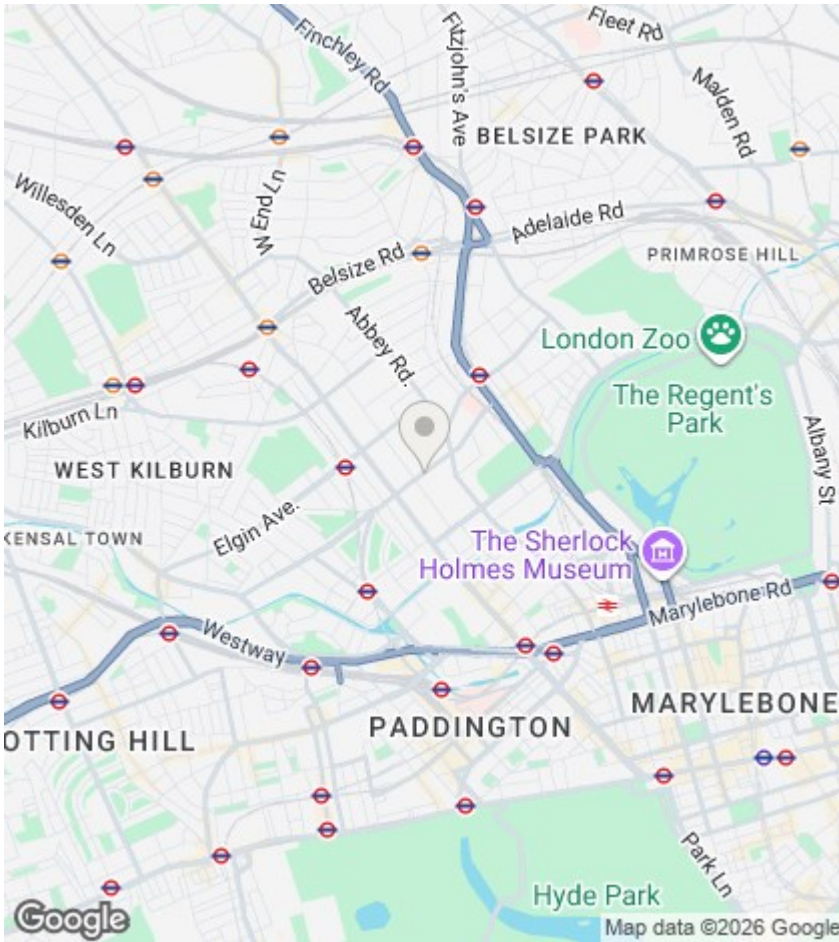 Fleet Rd
Finchley Rd
Fitzjohn's Ave
Malden Rd
BELSIZE PARK
Willesden Ln
W End Ln
Adelaide Rd
PRIMROSE HILL
Belsize Rd
Abbey Rd.
London Zoo
The Regent's
Park
Kilburn Ln
Albany St
WEST KILBURN
Elgin Ave.
KENSAL TOWN
The Sherlock
Holmes Museum
Marylebone Rd
Westway
MARYLEBONE
PADDINGTON
OTTING HILL
Park Ln
Hyde Park
Google
Map data ©2026 Google